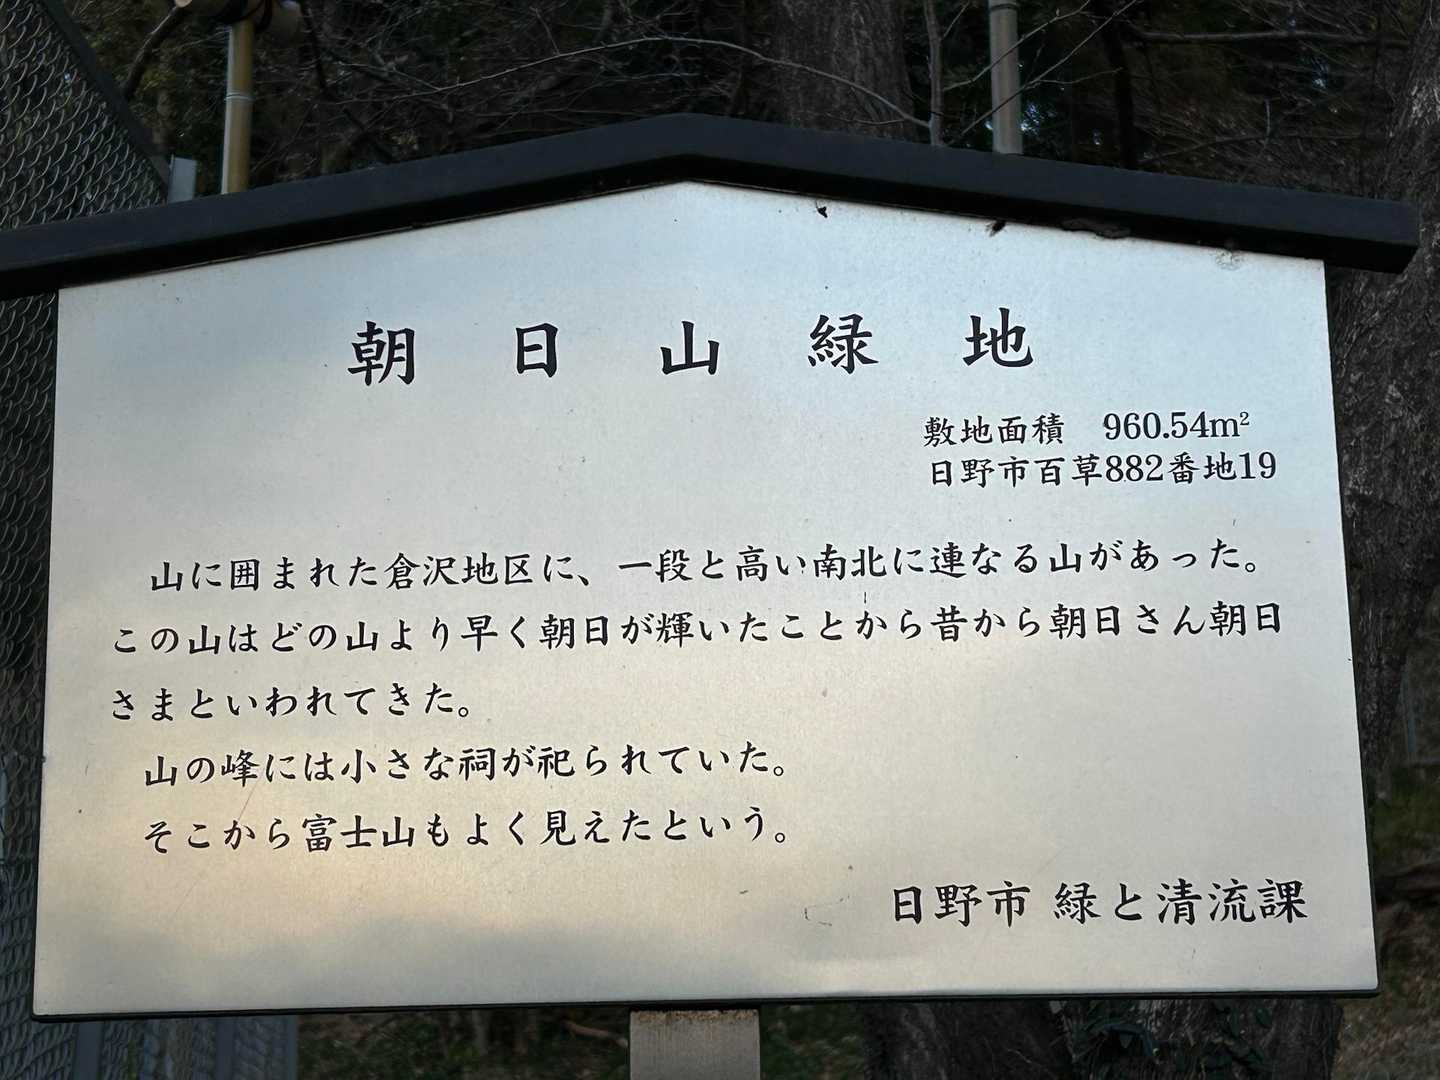 朝日山緑地
敷地面積　960.54m²
日野市百草882番地19
山に囲まれた倉沢地区に、一段と高い南北に連なる山があった。
この山はどの山より早く朝日が輝いたことから昔から朝日さん朝日
さまといわれてきた。
山の峰には小さな祠が祀られていた。
そこから富士山もよく見えたという。
日野市 緑と清流課